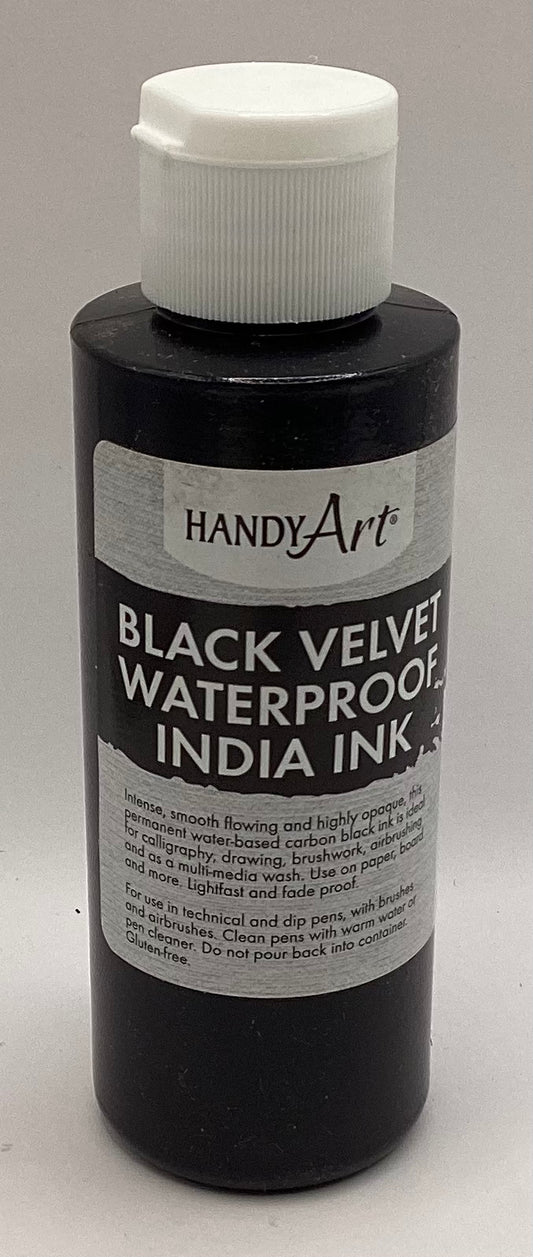 HANDY Art®
BLACK VELVET
WATERPROOF
INDIA INK
Intense, smooth flowing and highly opaque, this
permanent water-based carbon black ink is ideal
for calligraphy, drawing, brushwork, airbrushing
and as a multi-media wash. Use on paper, board
and more. Lightfast and fade proof.
For use in technical and dip pens, with brushes
and airbrushes. Clean pens with warm water or
pen cleaner. Do not pour back into container.
Gluten-free.